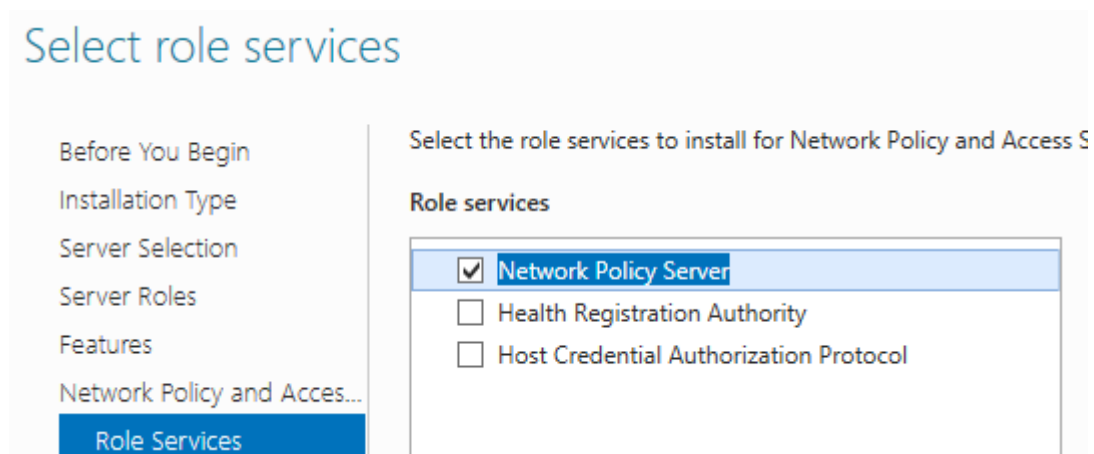 Select role services
Before You Begin
Installation Type
Server Selection
Server Roles
Features
Network Policy and Acces...
Role Services
Select the role services to install for Network Policy and Access S
Role services
Network Policy Server
Health Registration Authority
Host Credential Authorization Protocol